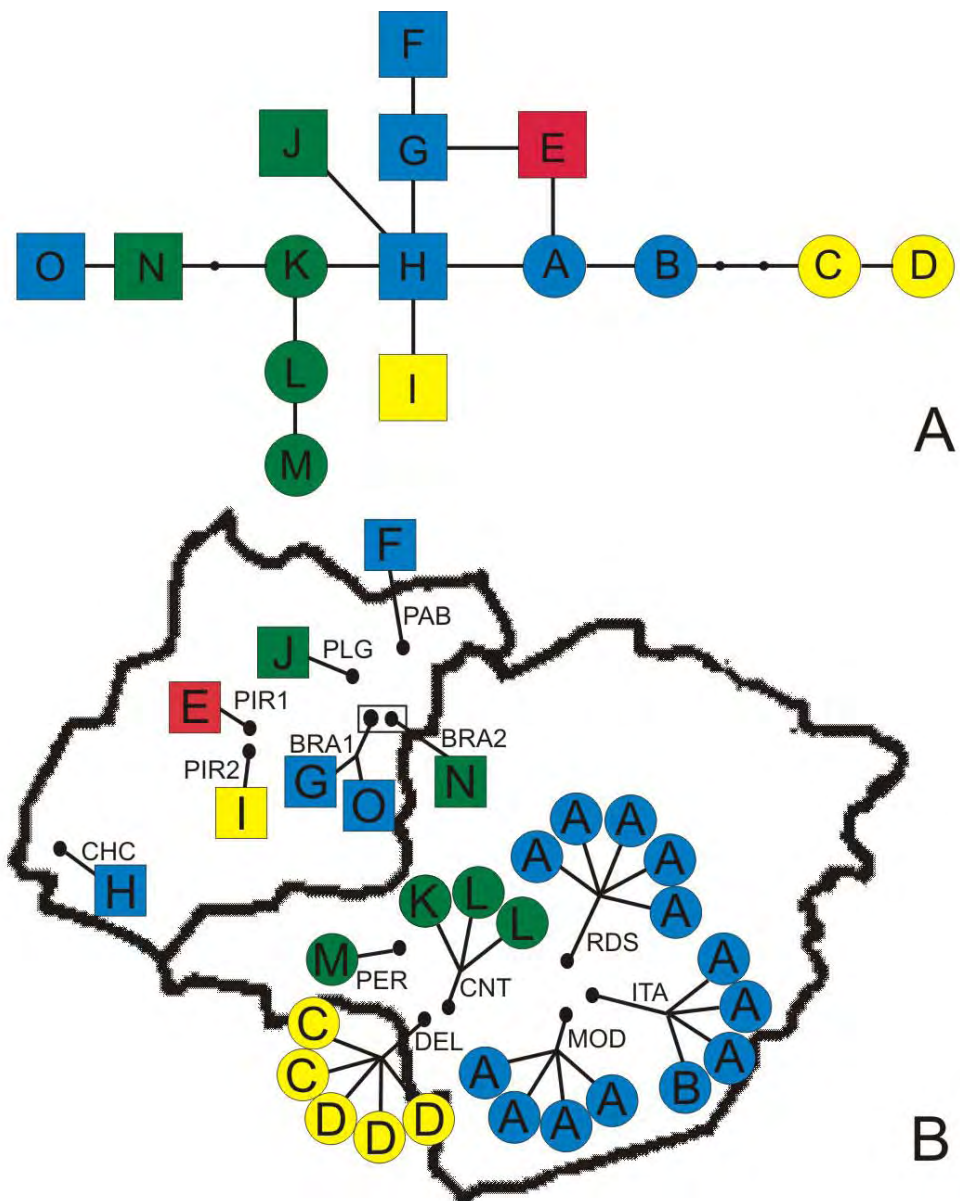 F
J G E
O N K H A B C D
L I
M
A
F
PAB
J PLG
E PIR1
BRA1 BRA2
PIR2
I G O N
CHC
H
A A A A A
K L L
RDS
M PER
CNT
ITA
A A A B
C C D D D
DEL
MOD
A A A A
B